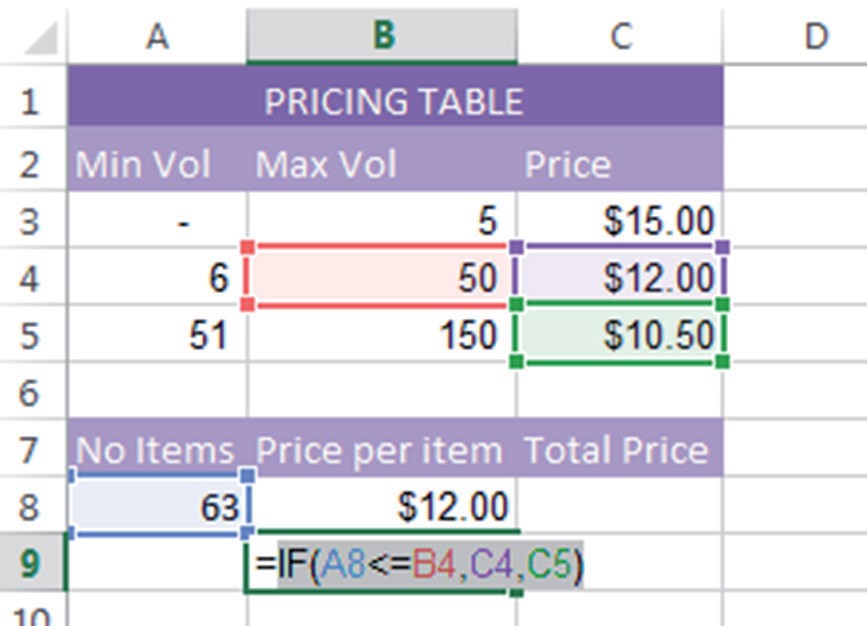 A B C D
1 PRICING TABLE
2 Min Vol Max Vol Price
3 - 5 $15.00
4 6 50 $12.00
5 51 150 $10.50
6
7 No Items Price per item Total Price
8 63 $12.00
9 =IF(A8<=B4,C4,C5)
10